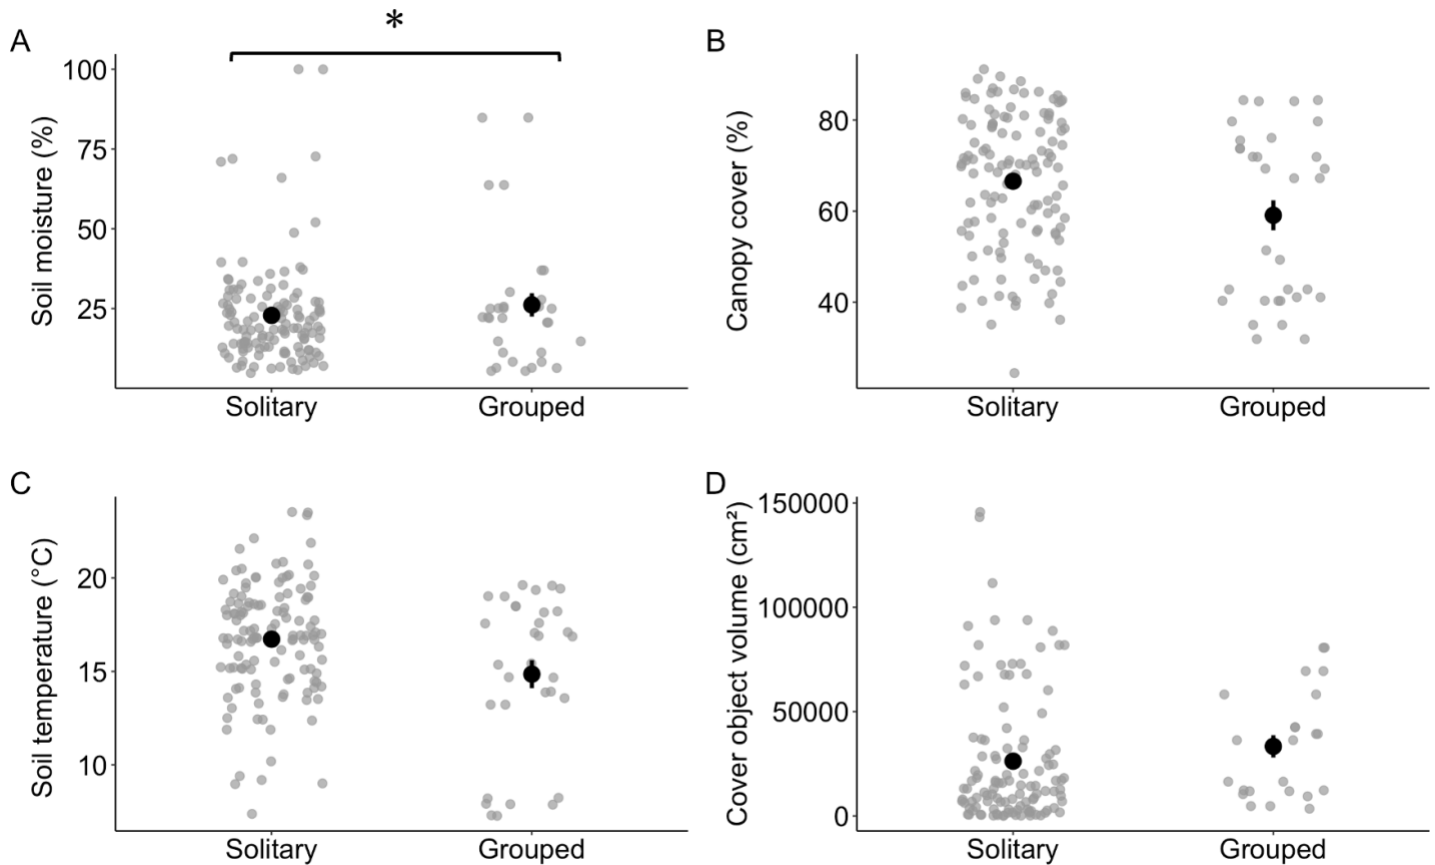 A
*
Soil moisture (%)
100
75
50
25
Solitary Grouped
B
Canopy cover (%)
80
60
40
Solitary Grouped
C
Soil temperature (°C)
20
15
10
Solitary Grouped
D
Cover object volume (cm²)
150000
100000
50000
0
Solitary Grouped